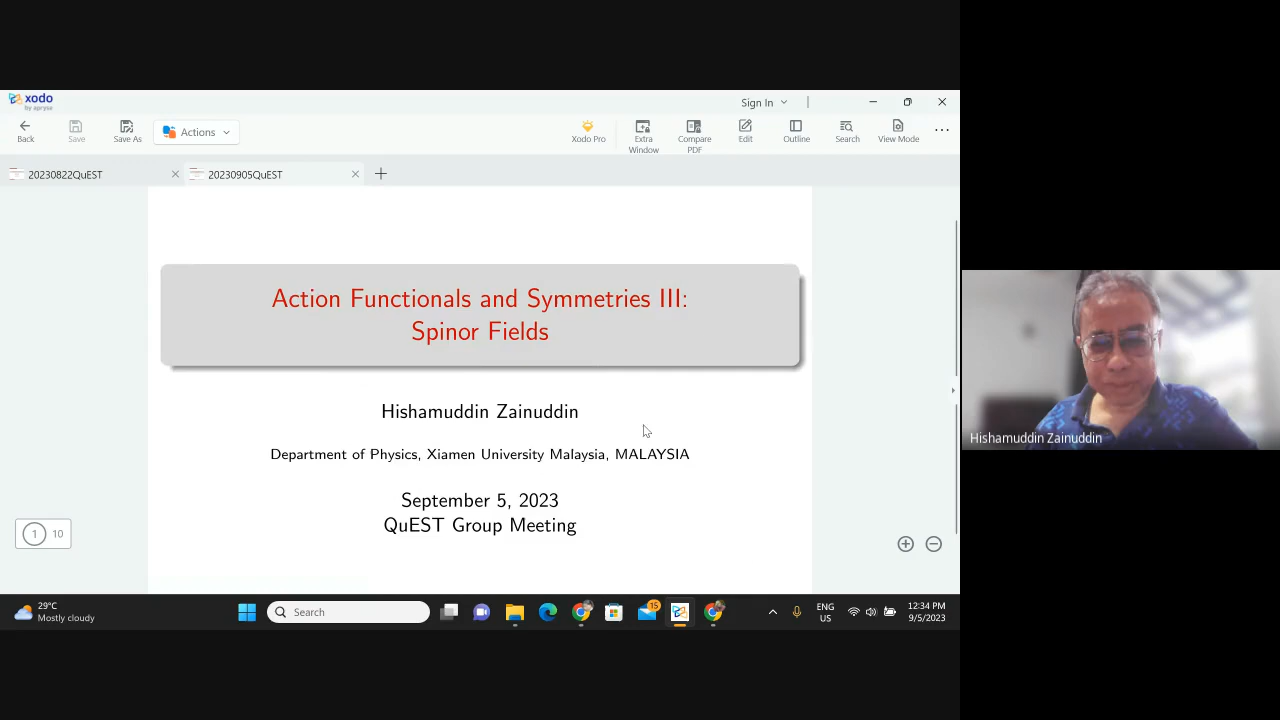 xodo
by apryse
Sign In
Back
Save
Save As
Actions
Xodo Pro
Extra
Window
Compare
PDF
Edit
Outline
Search
View Mode
20230822QuEST
20230905QuEST
Action Functionals and Symmetries III:
Spinor Fields
Hishamuddin Zainuddin
Department of Physics, Xiamen University Malaysia, MALAYSIA
September 5, 2023
QuEST Group Meeting
1 10
Hishamuddin Zainuddin
29°C
Mostly cloudy
Search
15
ENG
US
12:34 PM
9/5/2023